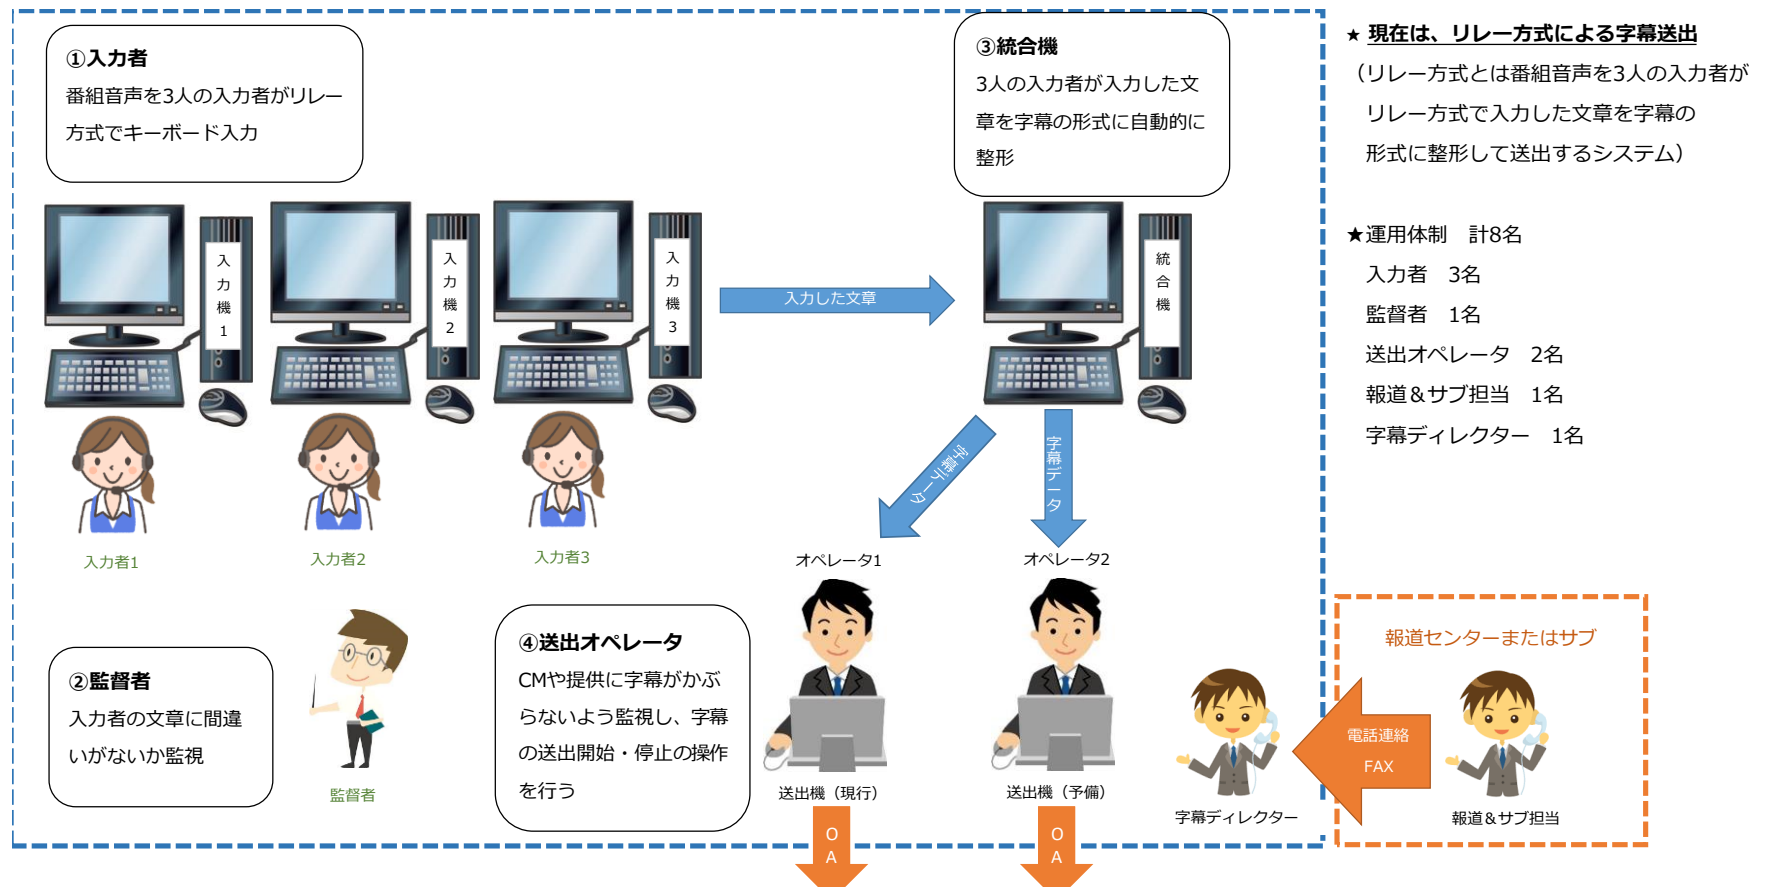 ①入力者
番組音声を3人の入力者がリレー
方式でキーボード入力
③統合機
3人の入力者が入力した文
章を字幕の形式に自動的に
整形
★ 現在は、リレー方式による字幕送出
（リレー方式とは番組音声を3人の入力者が
リレー方式で入力した文章を字幕の
形式に整形して送出するシステム）
★運用体制　計8名
入力者　3名
監督者　1名
送出オペレータ　2名
報道＆サブ担当　1名
字幕ディレクター　1名
入力機1
入力機2
入力機3
入力した文章
統合機
字幕データ
字幕データ
入力者1
入力者2
入力者3
オペレータ1
オペレータ2
②監督者
入力者の文章に間違
いがないか監視
監督者
④送出オペレータ
CMや提供に字幕がかぶ
らないよう監視し、字幕
の送出開始・停止の操作
を行う
送出機（現行）
送出機（予備）
OA
OA
字幕ディレクター
報道センターまたはサブ
電話連絡
FAX
報道＆サブ担当